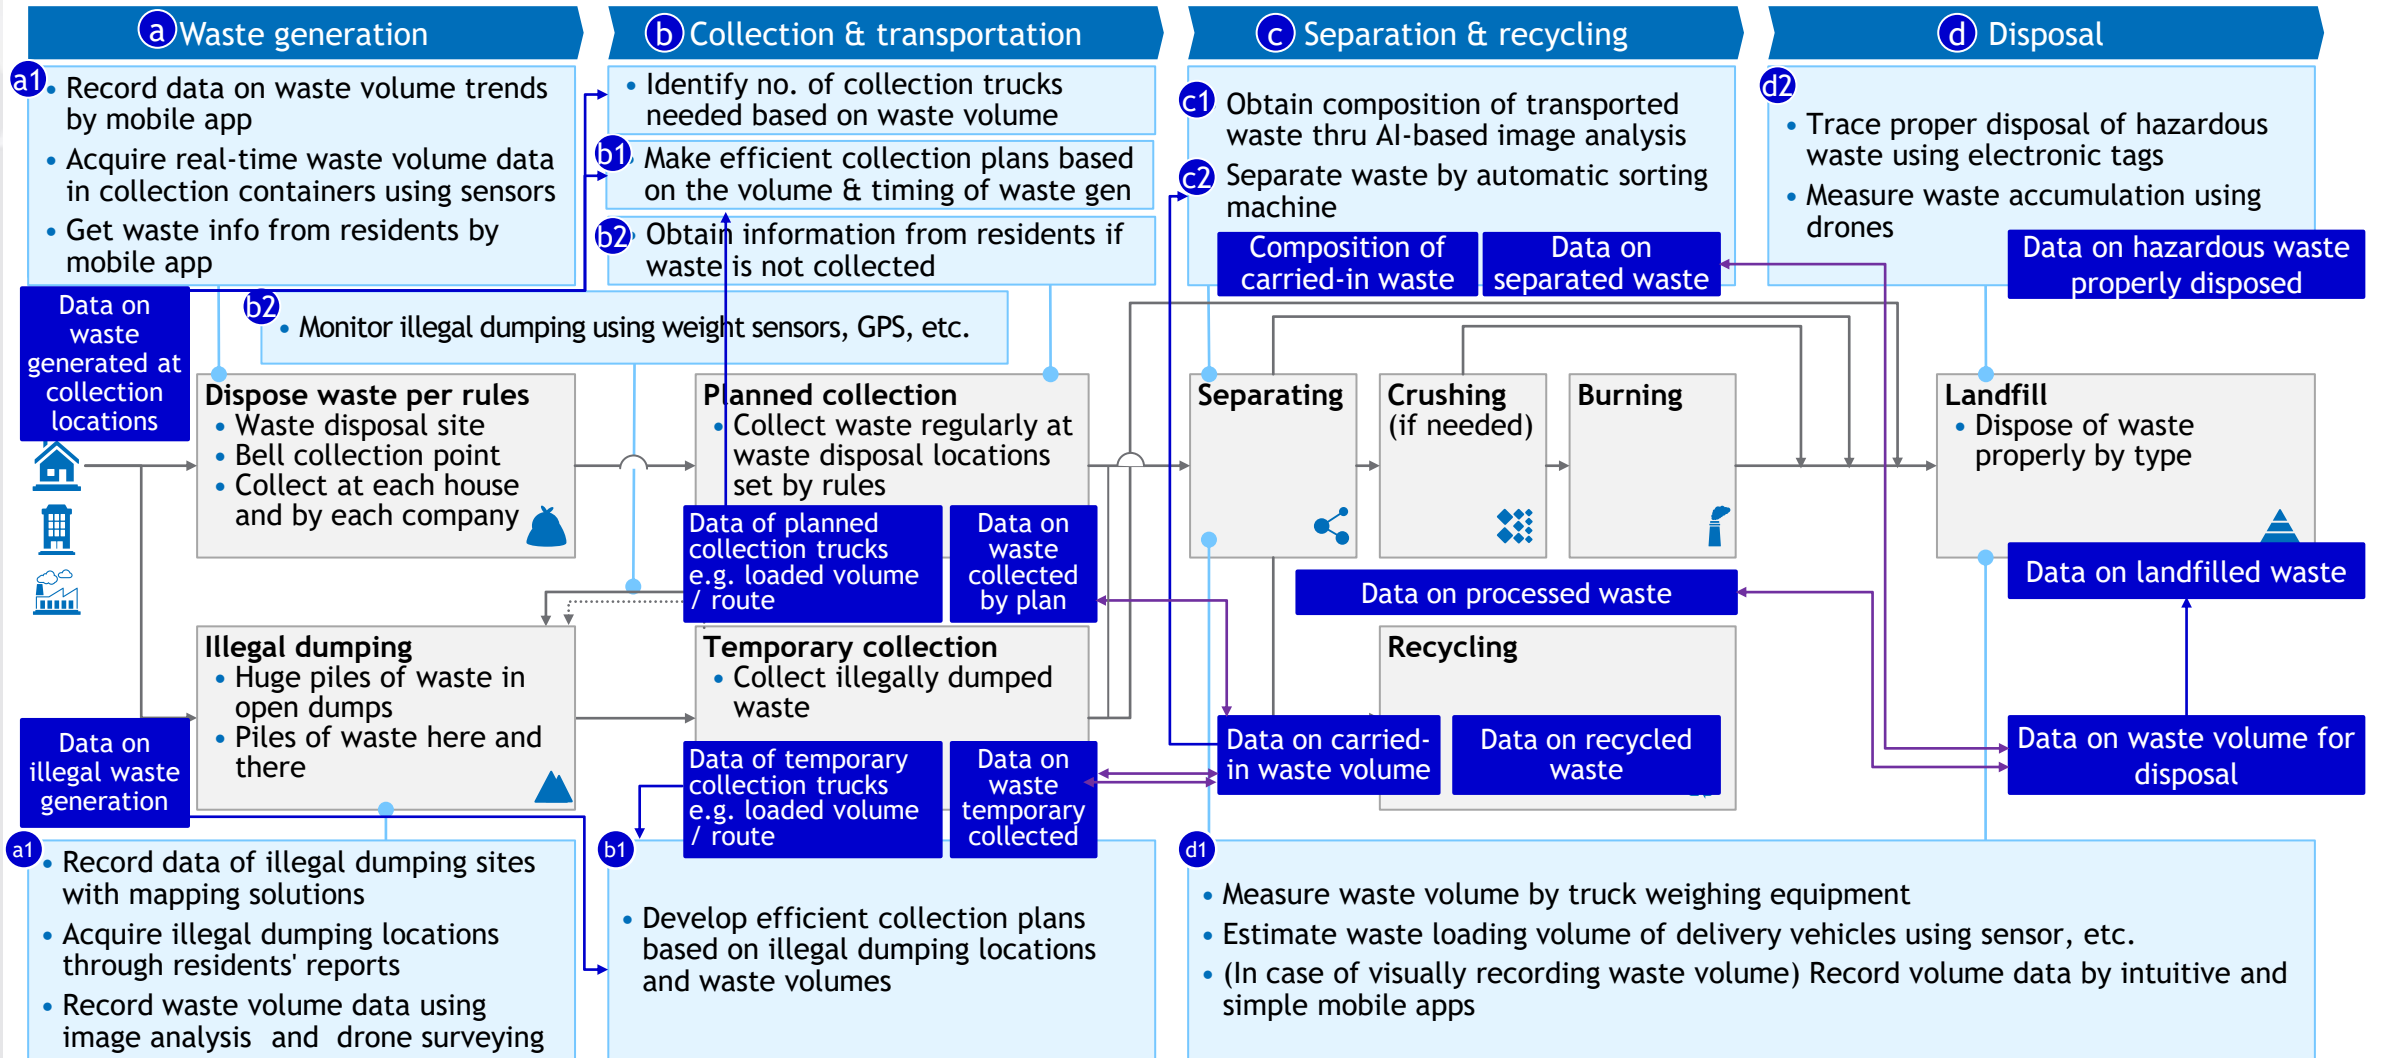 a Waste generation
b Collection & transportation
c Separation & recycling
d Disposal
a1
• Record data on waste volume trends
by mobile app
• Acquire real-time waste volume data
in collection containers using sensors
• Get waste info from residents by
mobile app
• Identify no. of collection trucks
needed based on waste volume
b1
Make efficient collection plans based
on the volume & timing of waste gen
b2
Obtain information from residents if
waste is not collected
c1 Obtain composition of transported
waste thru AI-based image analysis
c2 Separate waste by automatic sorting
machine
Composition of
carried-in waste
Data on
separated waste
d2
• Trace proper disposal of hazardous
waste using electronic tags
• Measure waste accumulation using
drones
Data on hazardous waste
properly disposed
Data on
waste
generated at
collection
locations
b2
• Monitor illegal dumping using weight sensors, GPS, etc.
Dispose waste per rules
• Waste disposal site
• Bell collection point
• Collect at each house
and by each company
Planned collection
• Collect waste regularly at
waste disposal locations
set by rules
Data of planned
collection trucks
e.g. loaded volume
/ route
Data on
waste
collected
by plan
Separating
Crushing
(if needed)
Burning
Landfill
• Dispose of waste
properly by type
Data on processed waste
Data on landfilled waste
Illegal dumping
• Huge piles of waste in
open dumps
• Piles of waste here and
there
Data on
illegal waste
generation
Temporary collection
• Collect illegally dumped
waste
Data of temporary
collection trucks
e.g. loaded volume
/ route
Data on
waste
temporary
collected
Recycling
Data on carried-
in waste volume
Data on recycled
waste
Data on waste volume for
disposal
a1
• Record data of illegal dumping sites
with mapping solutions
• Acquire illegal dumping locations
through residents' reports
• Record waste volume data using
image analysis and drone surveying
b1
• Develop efficient collection plans
based on illegal dumping locations
and waste volumes
d1
• Measure waste volume by truck weighing equipment
• Estimate waste loading volume of delivery vehicles using sensor, etc.
• (In case of visually recording waste volume) Record volume data by intuitive and
simple mobile apps